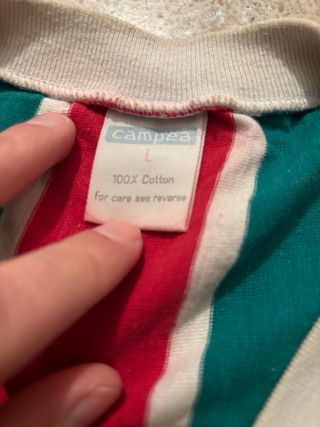 campea
L
100% Cotton
for care see reverse